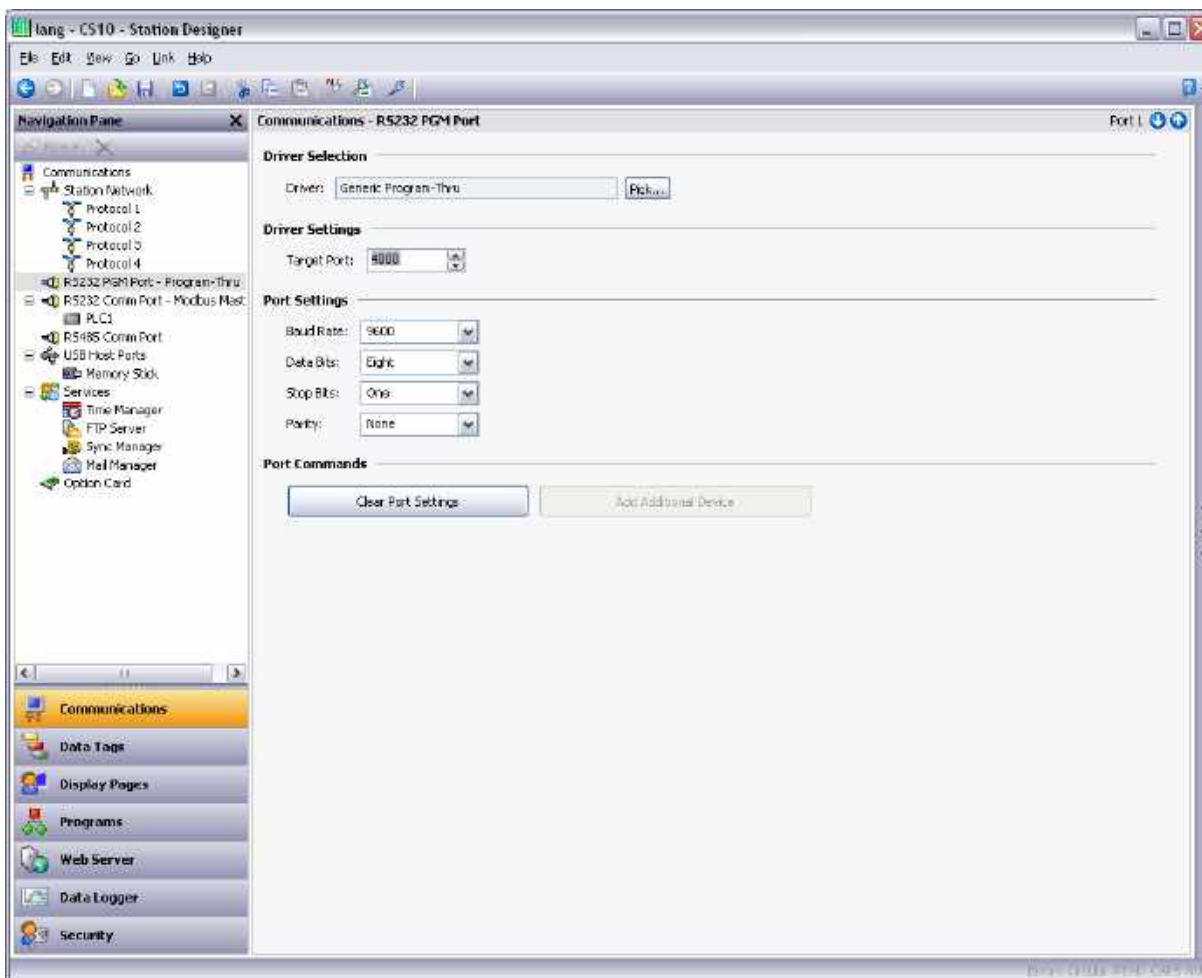 lang - CS10 - Station Designer
File Edit View Go Link Help
Navigation Pane
Communications - RS232 PGM Port
Port 1
Communications
Station Network
Protocol 1
Protocol 2
Protocol 3
Protocol 4
RS232 PGM Port - Program-Thru
RS232 Comm Port - Modbus Mast
PLC1
RS485 Comm Port
USB Host Ports
Memory Stick
Services
Time Manager
FTP Server
Sync Manager
Mail Manager
Option Card
Driver Selection
Driver: Generic Program-Thru Pick...
Driver Settings
Target Port: 4000
Port Settings
Baud Rate: 9600
Data Bits: Eight
Stop Bits: One
Parity: None
Port Commands
Clear Port Settings Add Additional Device
Communications
Data Tags
Display Pages
Programs
Web Server
Data Logger
Security